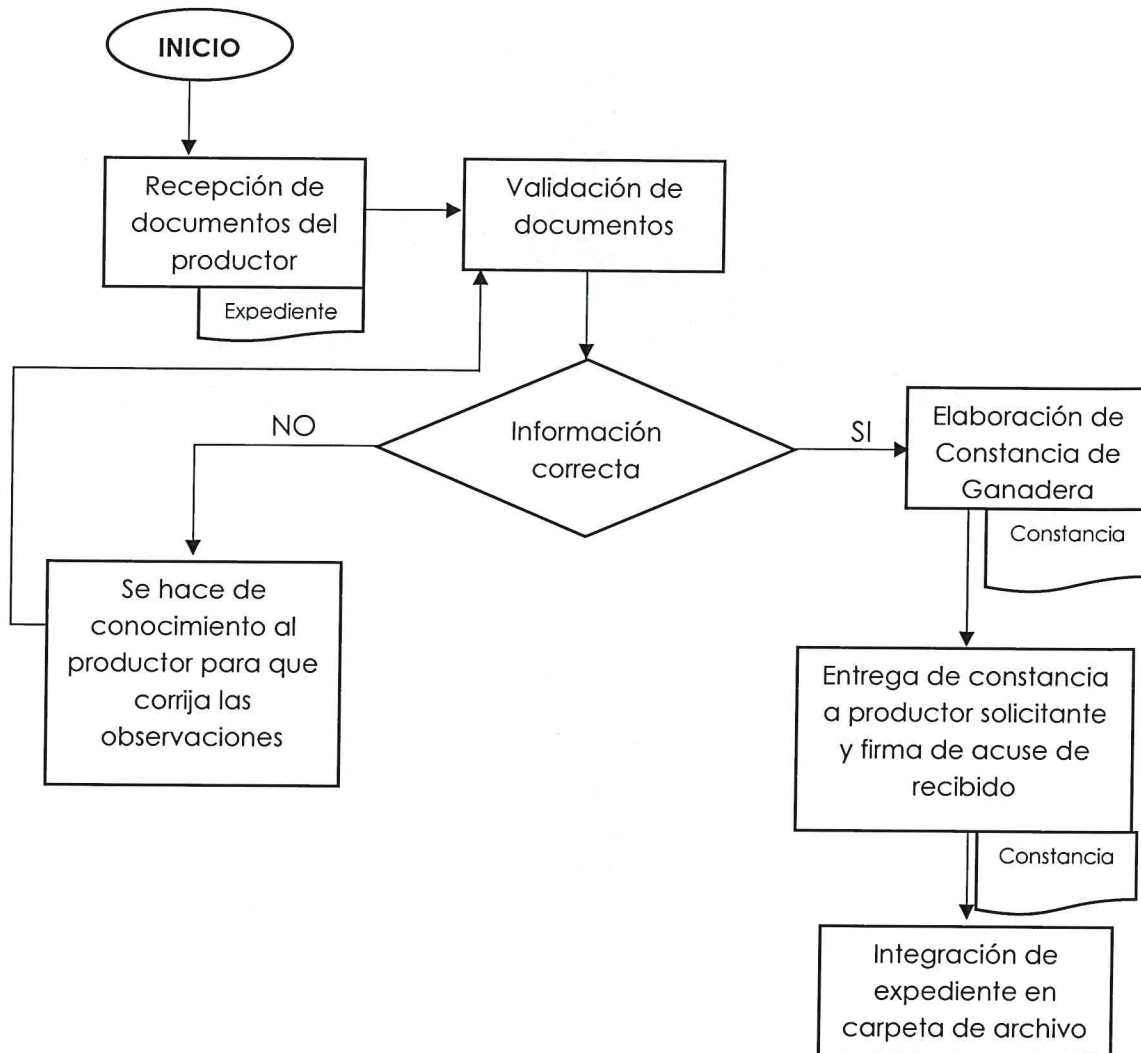 INICIO
Recepción de
documentos del
productor
Expediente
Validación de
documentos
Información
correcta
NO
SI
Se hace de
conocimiento al
productor para que
corrija las
observaciones
Elaboración de
Constancia de
Ganadera
Constancia
Entrega de constancia
a productor solicitante
y firma de acuse de
recibido
Constancia
Integración de
expediente en
carpeta de archivo